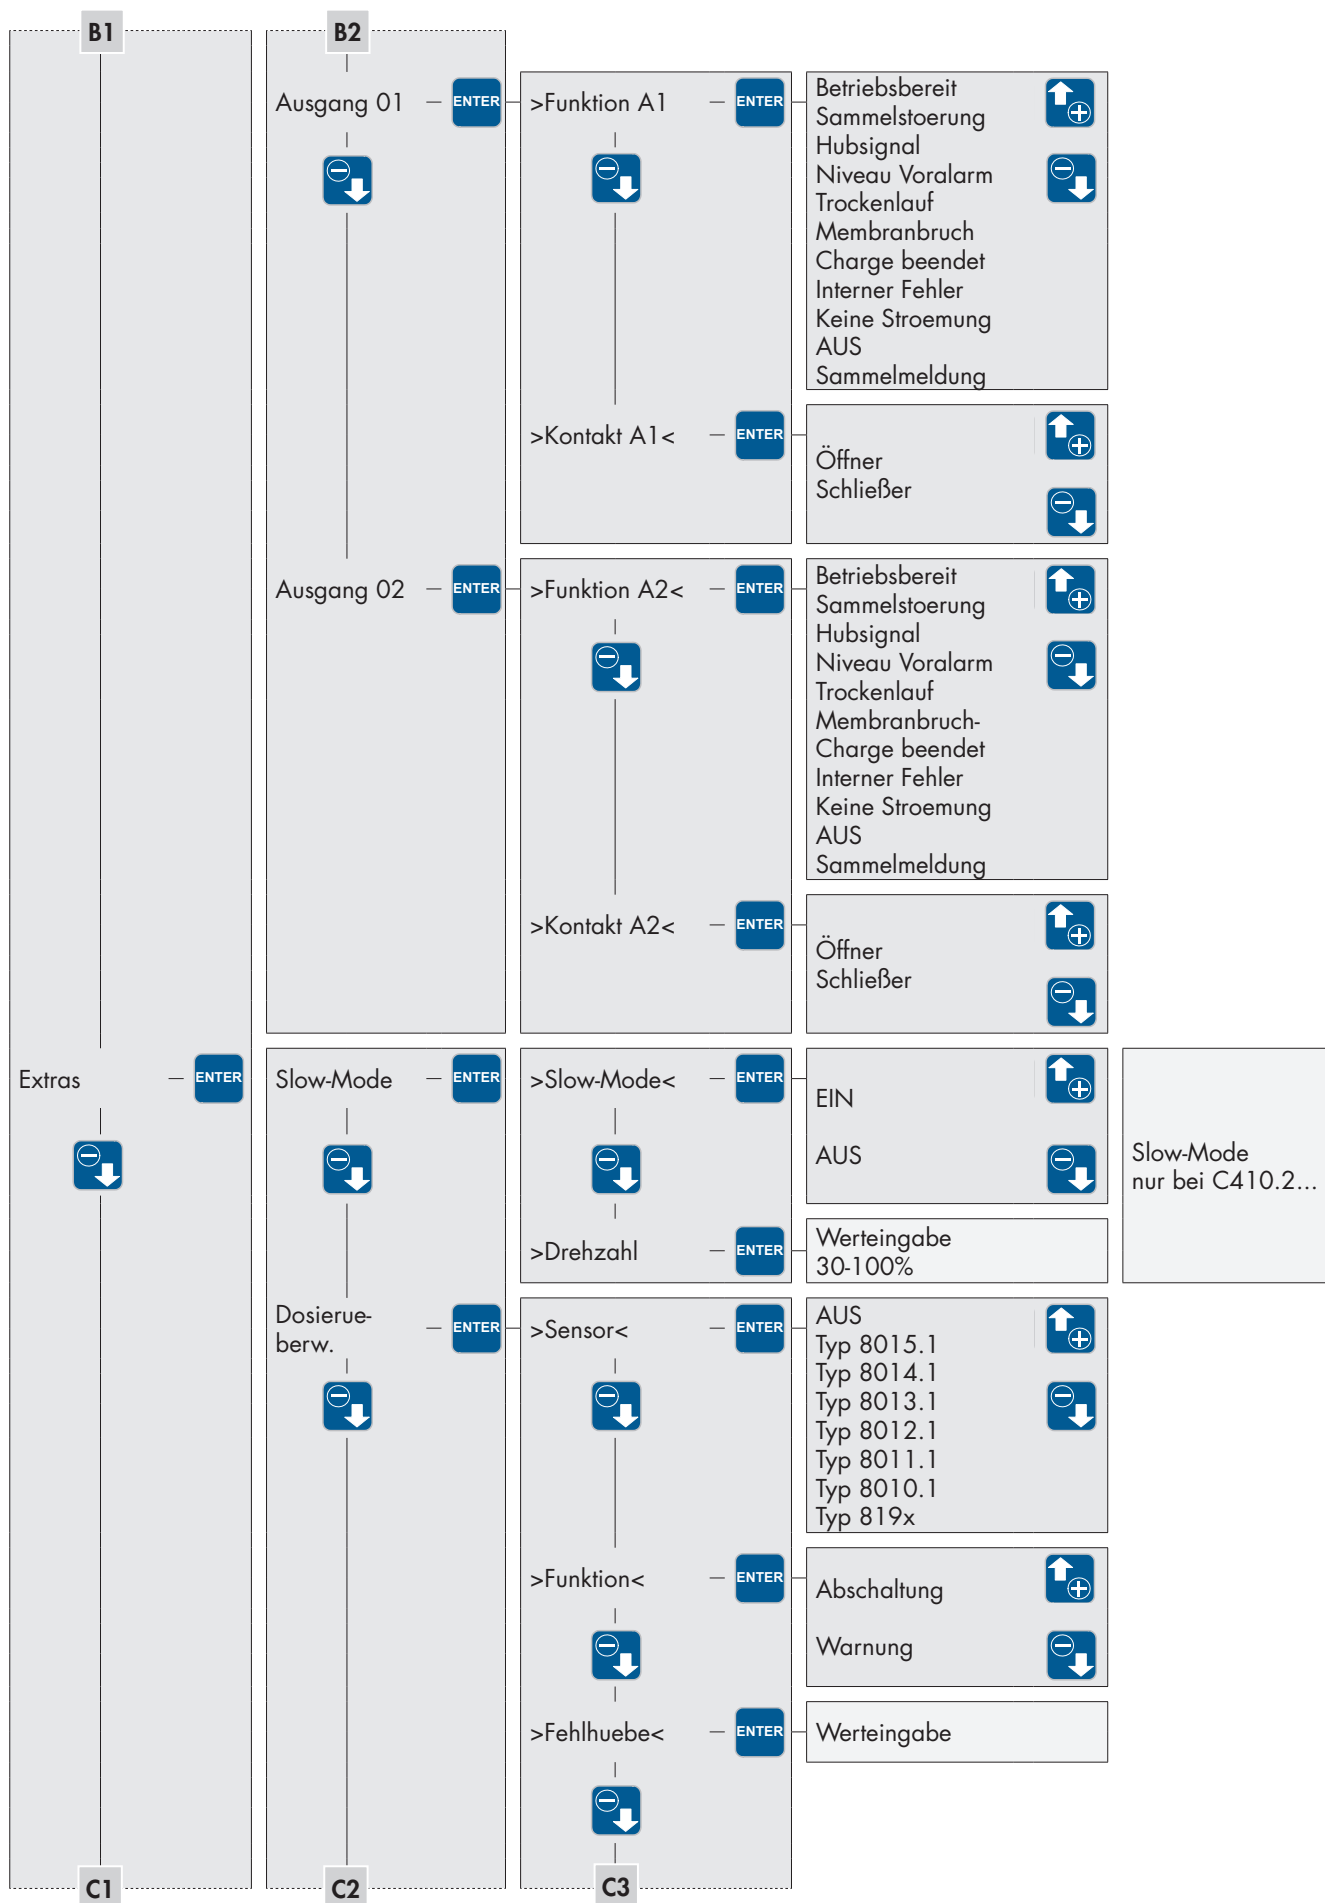 B1
B2
Ausgang 01
ENTER
>Funktion A1
ENTER
Betriebsbereit
Sammelstoerung
Hubsignal
Niveau Voralarm
Trockenlauf
Membranbruch
Charge beendet
Interner Fehler
Keine Stroemung
AUS
Sammelmeldung
>Kontakt A1<
ENTER
Öffner
Schließer
Ausgang 02
ENTER
>Funktion A2<
ENTER
Betriebsbereit
Sammelstoerung
Hubsignal
Niveau Voralarm
Trockenlauf
Membranbruch-
Charge beendet
Interner Fehler
Keine Stroemung
AUS
Sammelmeldung
>Kontakt A2<
ENTER
Öffner
Schließer
Extras
ENTER
Slow-Mode
ENTER
>Slow-Mode<
ENTER
EIN
AUS
Slow-Mode
nur bei C410.2...
>Drehzahl
ENTER
Werteingabe
30-100%
Dosierue-
berw.
ENTER
>Sensor<
ENTER
AUS
Typ 8015.1
Typ 8014.1
Typ 8013.1
Typ 8012.1
Typ 8011.1
Typ 8010.1
Typ 819x
>Funktion<
ENTER
Abschaltung
Warnung
>Fehlhuebe<
ENTER
Werteingabe
C1
C2
C3